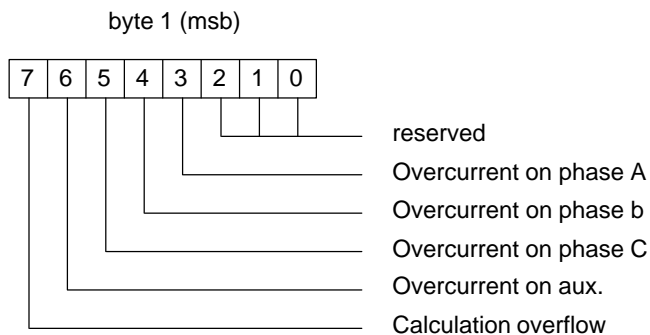 byte 1 (msb)
7 6 5 4 3 2 1 0
reserved
Overcurrent on phase A
Overcurrent on phase b
Overcurrent on phase C
Overcurrent on aux.
Calculation overflow